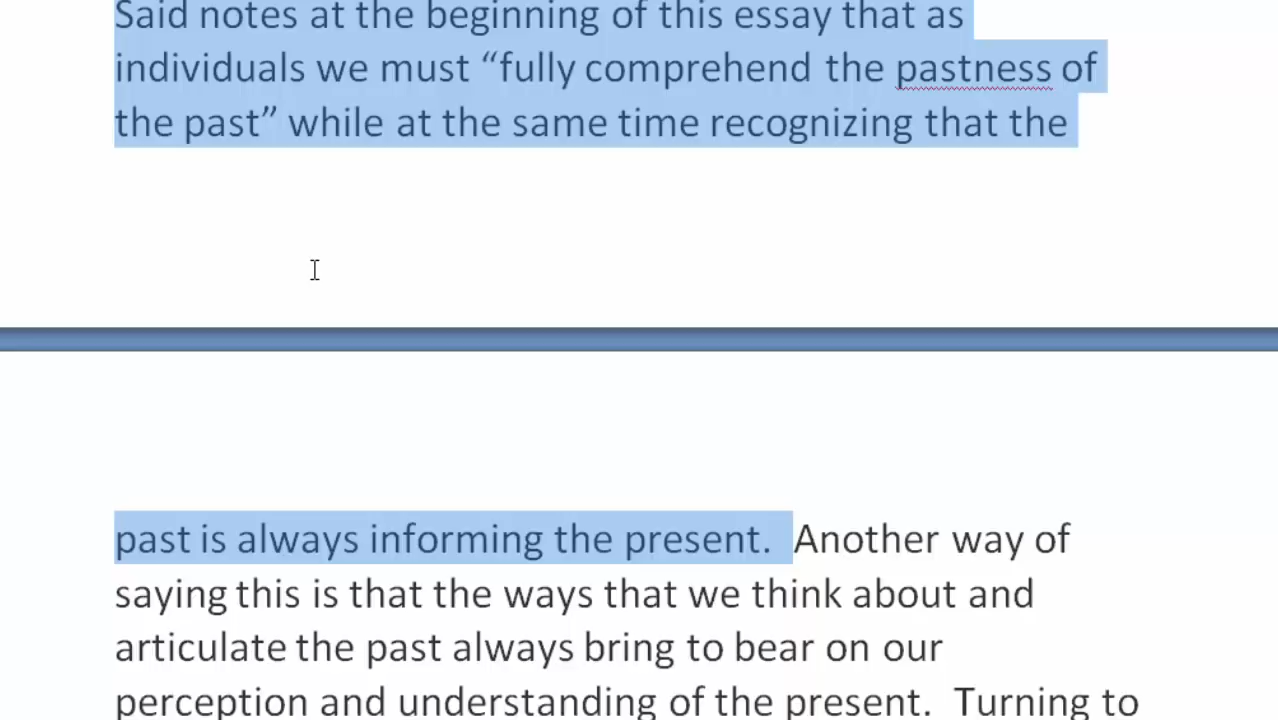 Said notes at the beginning of this essay that as
individuals we must “fully comprehend the pastness of
the past” while at the same time recognizing that the
past is always informing the present.  Another way of
saying this is that the ways that we think about and
articulate the past always bring to bear on our
perception and understanding of the present.  Turning to